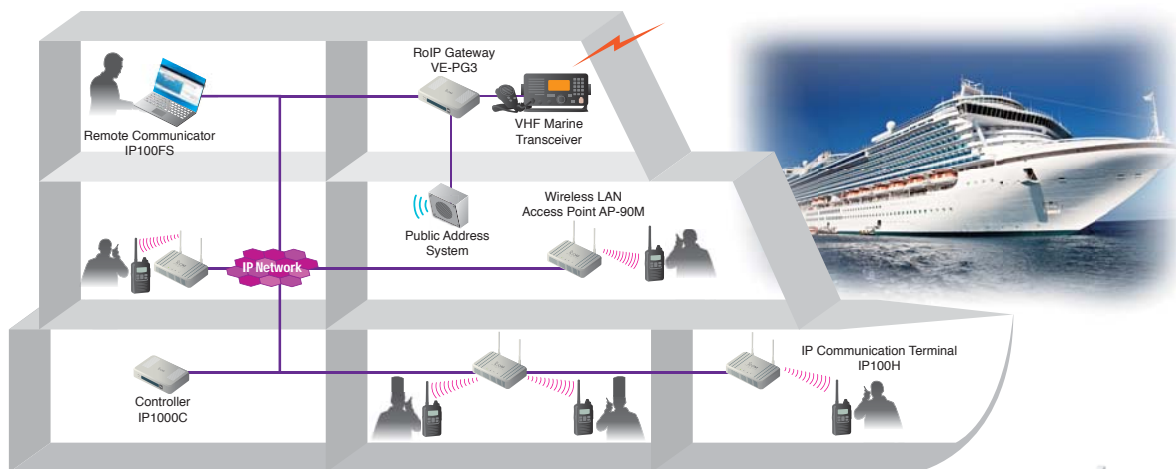 RoIP Gateway
VE-PG3
Remote Communicator
IP100FS
VHF Marine
Transceiver
Wireless LAN
Access Point AP-90M
Public Address
System
IP Network
IP Communication Terminal
IP100H
Controller
IP1000C